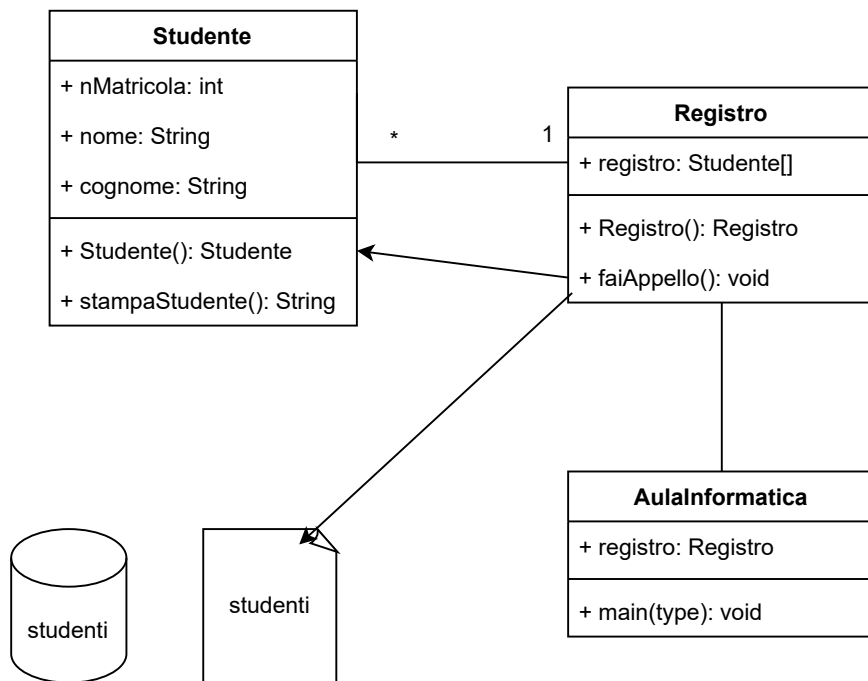 Studente
+ nMatricola: int
+ nome: String
+ cognome: String
+ Studente(): Studente
+ stampaStudente(): String
*
1
Registro
+ registro: Studente[]
+ Registro(): Registro
+ faiAppello(): void
AulaInformatica
+ registro: Registro
+ main(type): void
studenti
studenti